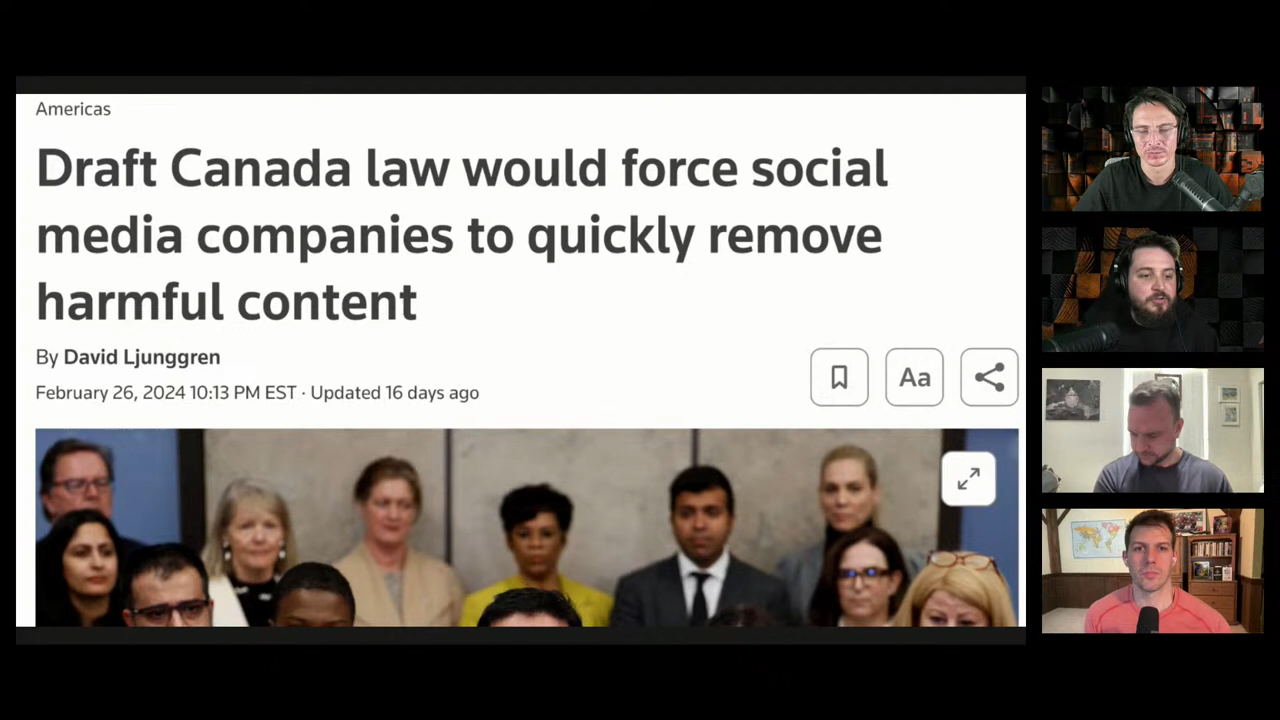 Americas
Draft Canada law would force social
media companies to quickly remove
harmful content
By David Ljunggren
February 26, 2024 10:13 PM EST · Updated 16 days ago
Aa